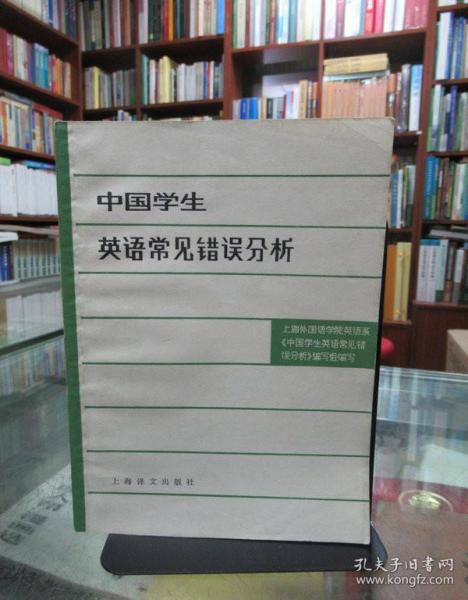 中国学生
英语常见错误分析
上海外国语学院英语系
《中国学生英语常见错
误分析》编写组编写
上海译文出版社
孔夫子旧书网
www.kongfz.com